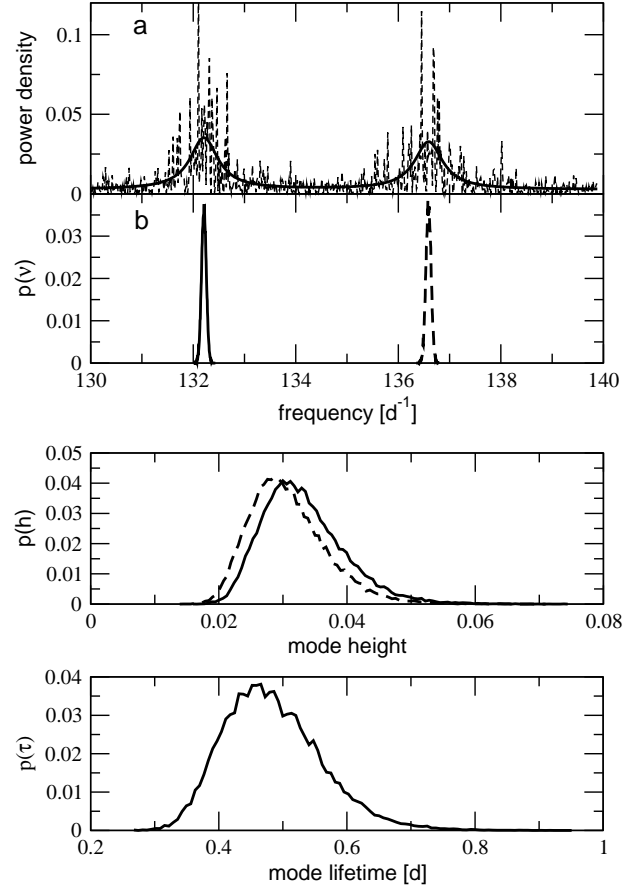 a
0.1
0.05
0
power density
b
0.03
0.02
0.01
0
p(ν)
130 132 134 136 138 140
frequency [d⁻¹]
0.05
0.04
0.03
0.02
0.01
0
p(h)
0 0.02 0.04 0.06 0.08
mode height
0.04
0.03
0.02
0.01
0
p(τ)
0.2 0.4 0.6 0.8 1
mode lifetime [d]